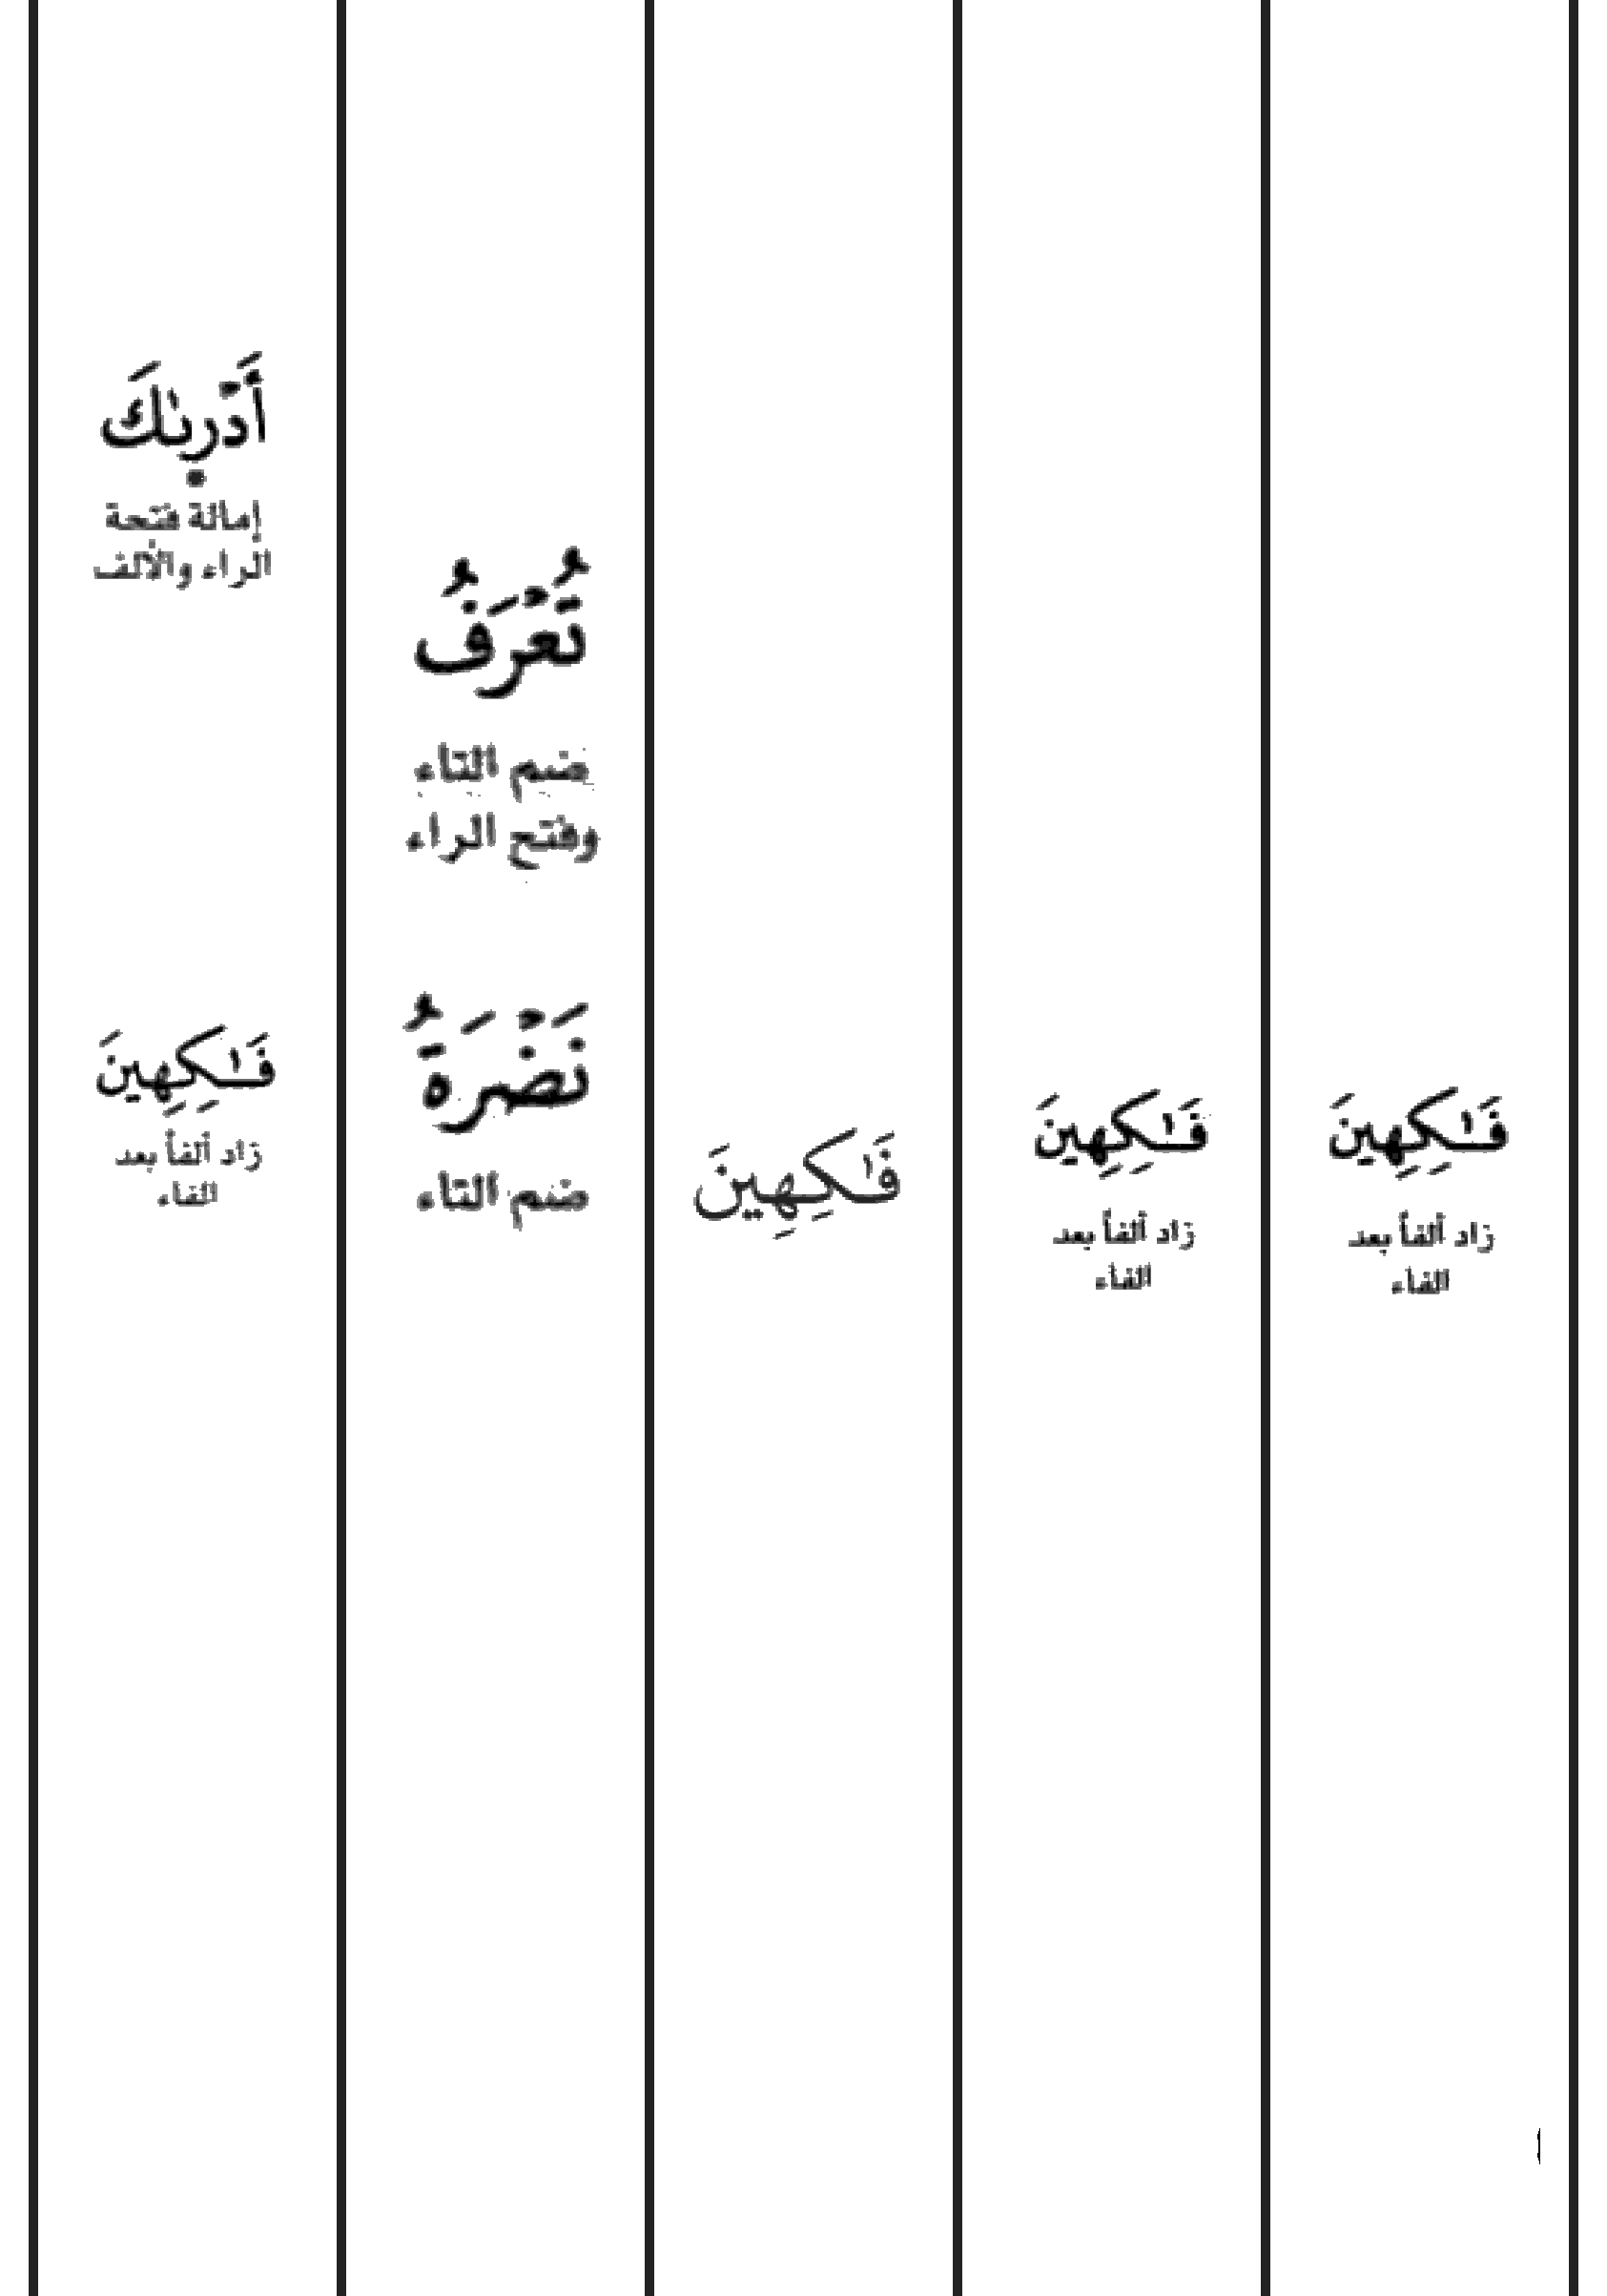 فَـٰكِهِينَ
زاد ألفاً بعد
الفاء
فَـٰكِهِينَ
زاد ألفاً بعد
الفاء
فَـٰكِهِينَ
تُعْرَفُ
ضم التاء
وفتح الراء
نَضْرَةُ
ضم التاء
أَدْرىٰكَ
إمالة فتحة
الراء والألف
فَـٰكِهِينَ
زاد ألفاً بعد
الفاء